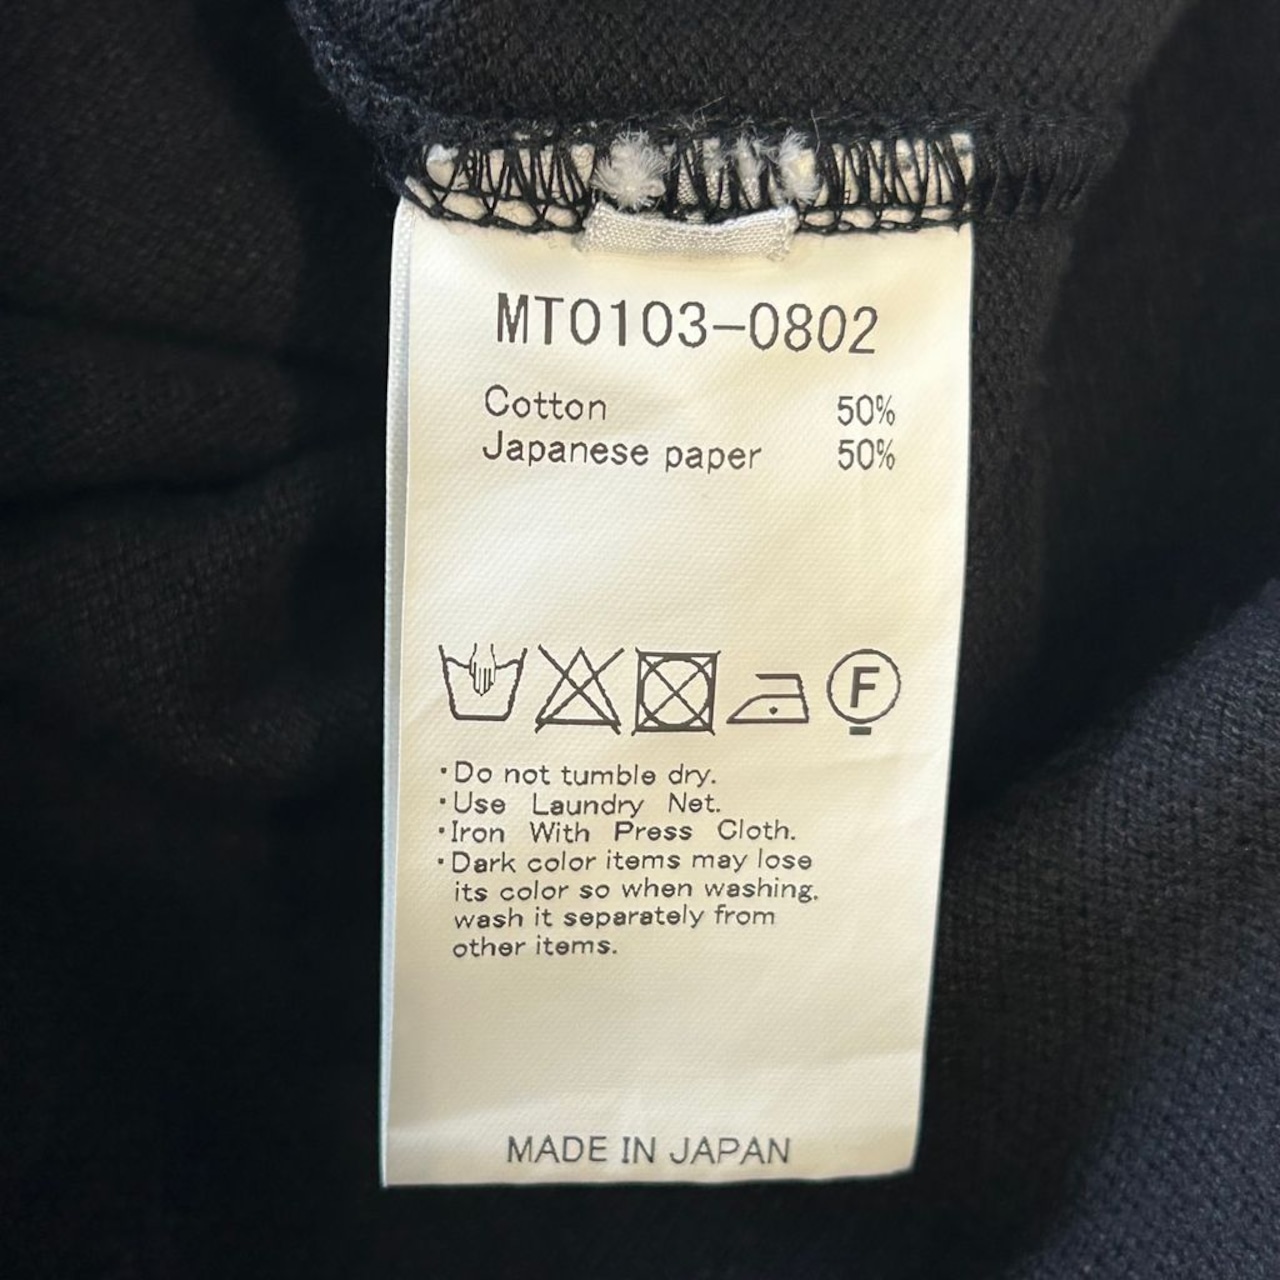 MT0103-0802
Cotton 50%
Japanese paper 50%
F
・Do not tumble dry.
・Use Laundry Net.
・Iron With Press Cloth.
・Dark color items may lose
its color so when washing.
wash it separately from
other items.
MADE IN JAPAN